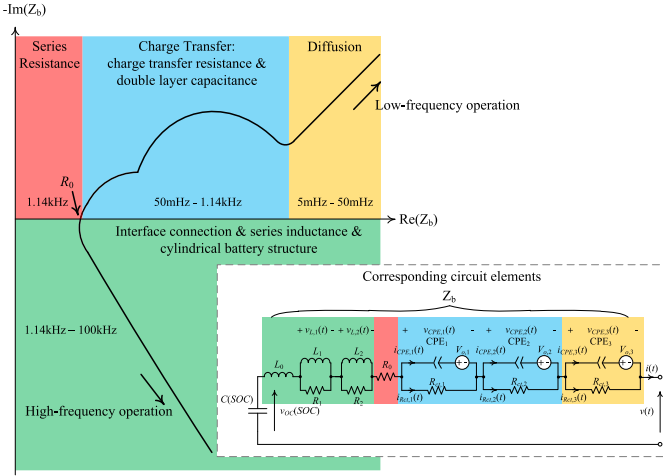 -Im(Z_b)
Series
Resistance
Charge Transfer:
charge transfer resistance &
double layer capacitance
Diffusion
Low-frequency operation
R_0
1.14kHz
50mHz - 1.14kHz
5mHz - 50mHz
Re(Z_b)
Interface connection & series inductance &
cylindrical battery structure
1.14kHz - 100kHz
High-frequency operation
Corresponding circuit elements
Z_b
+ v_L,1(t) - + v_L,2(t) - + v_CPE,1(t) - + v_CPE,2(t) - + v_CPE,3(t) -
CPE_1 CPE_2 CPE_3
L_0 L_1 L_2 R_0 i_CPE,1(t) V_o,1 i_CPE,2(t) V_o,2 i_CPE,3(t) V_o,3 i(t)
+ - + - + -
R_1 R_2 R_ct,1 R_ct,2 R_ct,3
i_Rct,1(t) i_Rct,2(t) i_Rct,3(t)
C(SOC) v_OC(SOC) v(t)